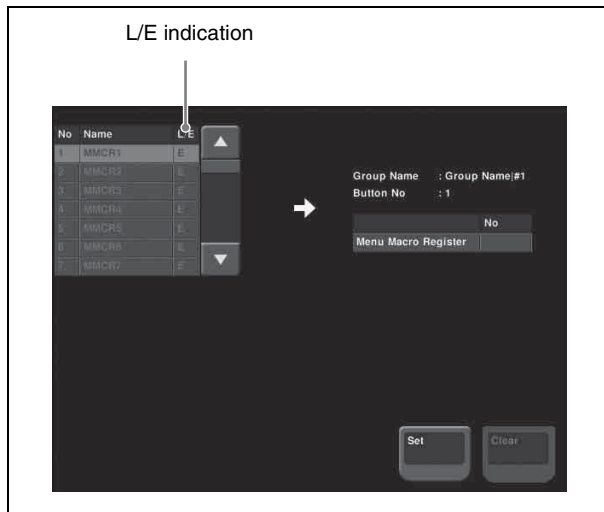 L/E indication
No Name L/E
1 MMCR1 E
2 MMCR2 E
3 MMCR3 E
4 MMCR4 E
5 MMCR5 E
6 MMCR6 E
7 MMCR7 E
Group Name : Group Name|#1
Button No : 1
No
Menu Macro Register
Set
Clear